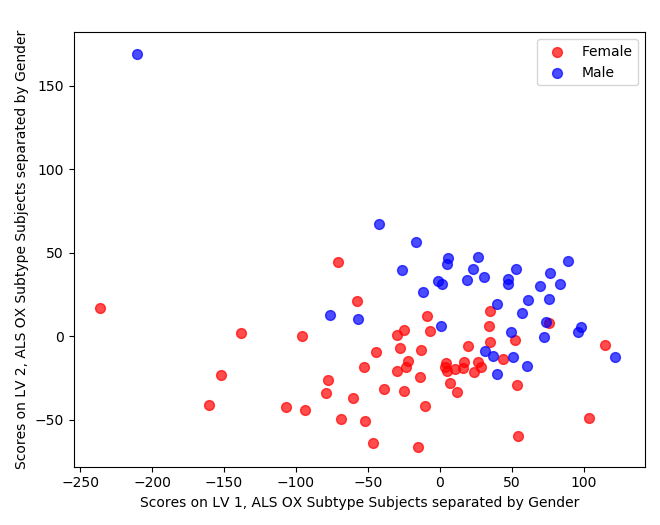 Female
Male
150
100
50
0
−50
Scores on LV 2, ALS OX Subtype Subjects separated by Gender
−250 −200 −150 −100 −50 0 50 100
Scores on LV 1, ALS OX Subtype Subjects separated by Gender